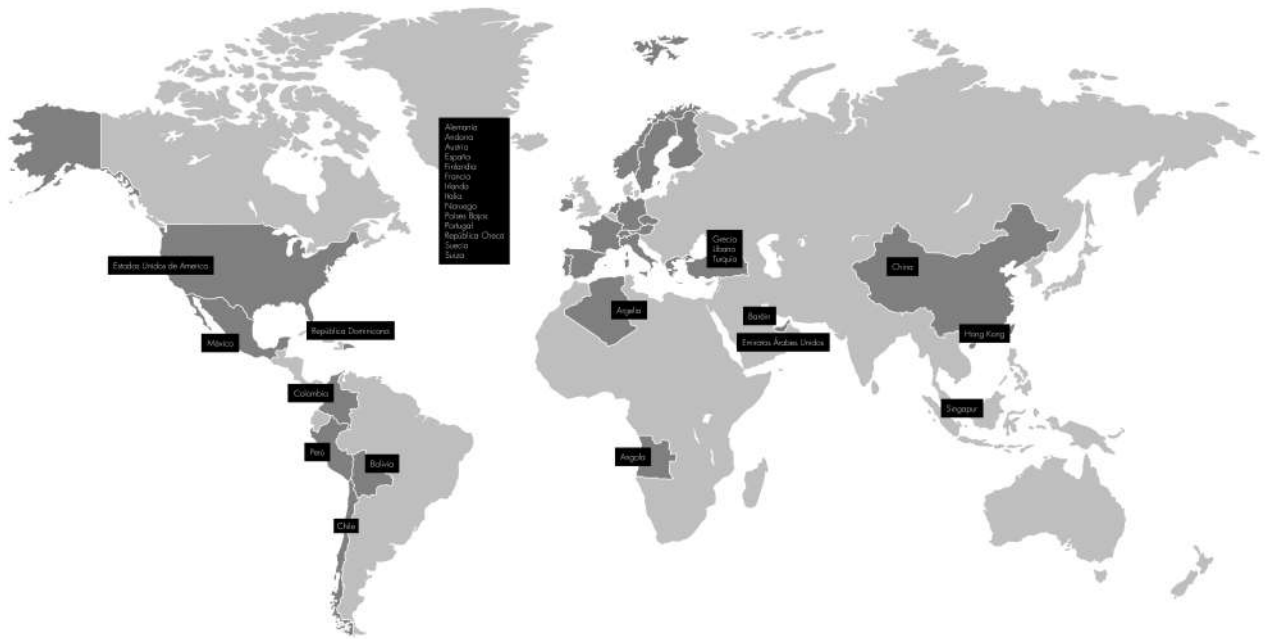 Alemania
Andorra
Austria
España
Finlandia
Francia
Irlanda
Italia
Noruega
Países Bajos
Portugal
República Checa
Suecia
Suiza
Grecia
Líbano
Turquía
Estados Unidos de America
China
Argelia
Baréin
República Dominicana
Hong Kong
México
Emiratos Árabes Unidos
Colombia
Singapur
Perú
Angola
Bolivia
Chile